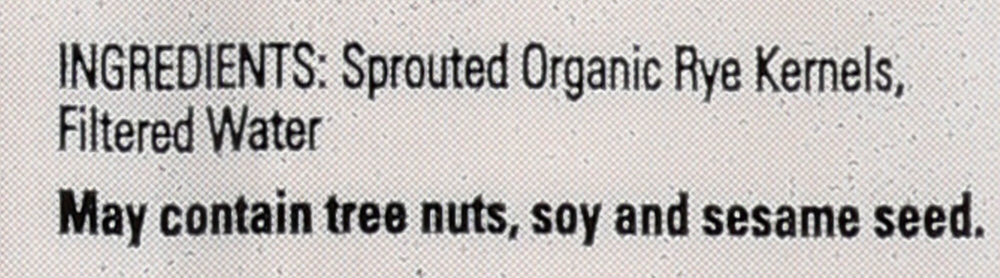 INGREDIENTS: Sprouted Organic Rye Kernels,
Filtered Water
May contain tree nuts, soy and sesame seed.